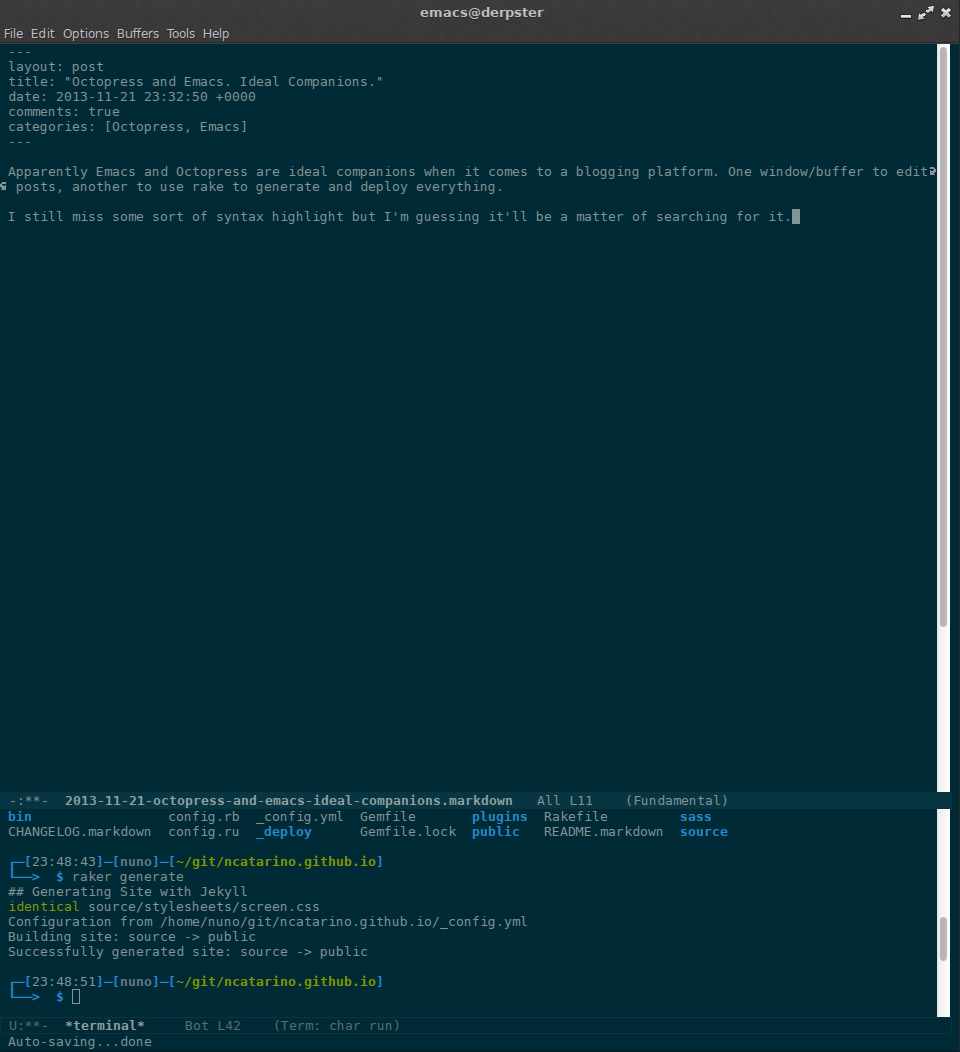 emacs@derpster
File Edit Options Buffers Tools Help
---
layout: post
title: "Octopress and Emacs. Ideal Companions."
date: 2013-11-21 23:32:50 +0000
comments: true
categories: [Octopress, Emacs]
---
Apparently Emacs and Octopress are ideal companions when it comes to a blogging platform. One window/buffer to edit
posts, another to use rake to generate and deploy everything.
I still miss some sort of syntax highlight but I'm guessing it'll be a matter of searching for it.
-:**-  2013-11-21-octopress-and-emacs-ideal-companions.markdown   All L11    (Fundamental)
bin                 config.rb  _config.yml  Gemfile       plugins  Rakefile         sass
CHANGELOG.markdown  config.ru  _deploy      Gemfile.lock  public   README.markdown  source
┌─[23:48:43]─[nuno]─[~/git/ncatarino.github.io]
└──>  $ raker generate
## Generating Site with Jekyll
identical source/stylesheets/screen.css
Configuration from /home/nuno/git/ncatarino.github.io/_config.yml
Building site: source -> public
Successfully generated site: source -> public
┌─[23:48:51]─[nuno]─[~/git/ncatarino.github.io]
└──>  $
U:**-  *terminal*     Bot L42    (Term: char run)
Auto-saving...done